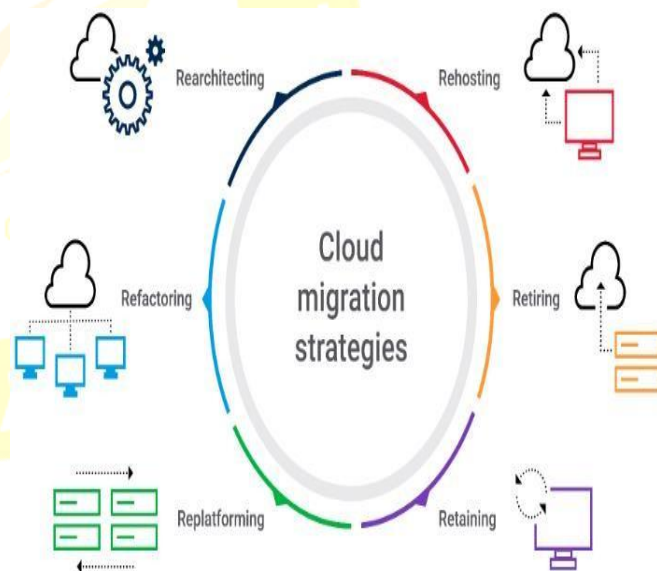 Rearchitecting
Rehosting
Cloud
migration
strategies
Refactoring
Retiring
Replatforming
Retaining